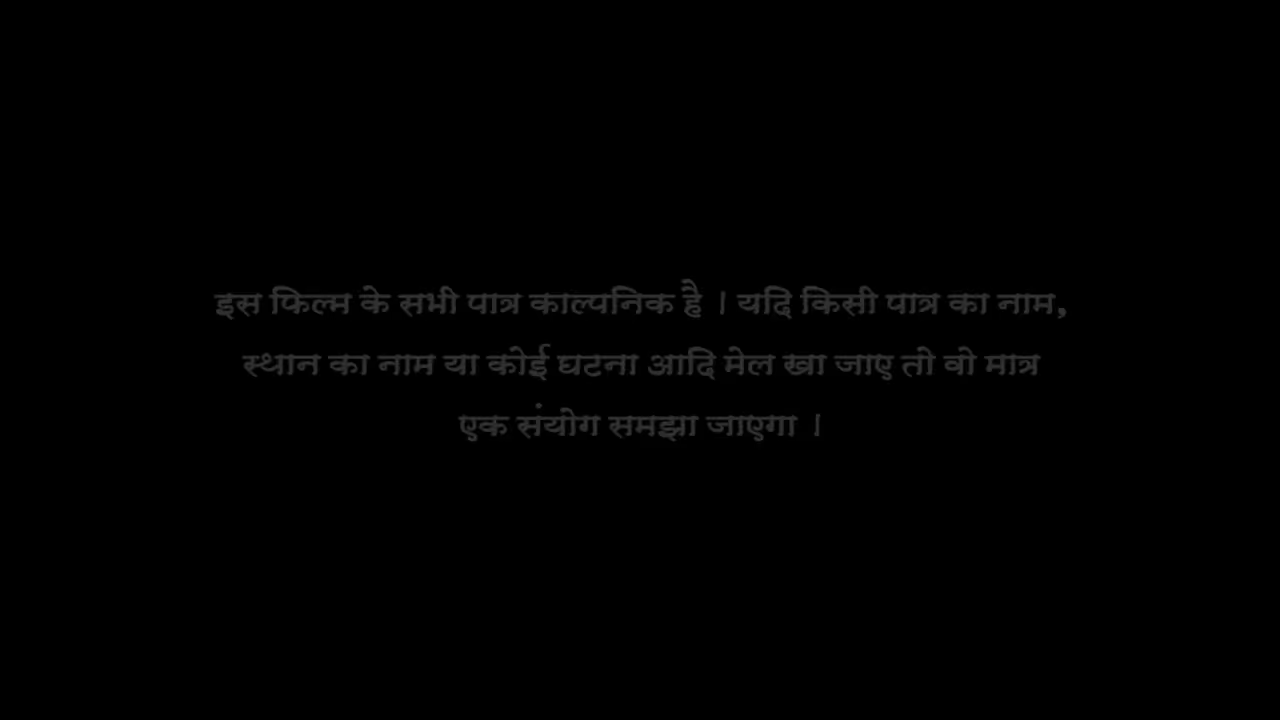 इस फिल्म के सभी पात्र काल्पनिक है । यदि किसी पात्र का नाम,
स्थान का नाम या कोई घटना आदि मेल खा जाए तो वो मात्र
एक संयोग समझा जाएगा ।